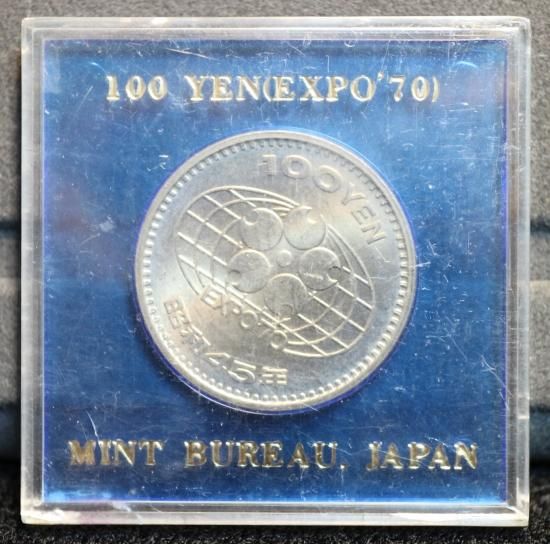 100 YEN(EXPO'70)
100 YEN
EXPO'70
昭和45年
MINT BUREAU, JAPAN